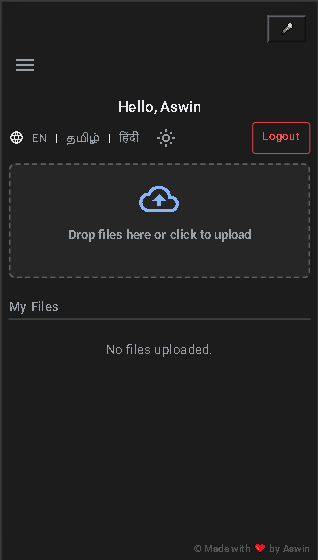 Hello, Aswin
EN | தமிழ் | हिंदी
Logout
Drop files here or click to upload
My Files
No files uploaded.
© Made with ❤️ by Aswin